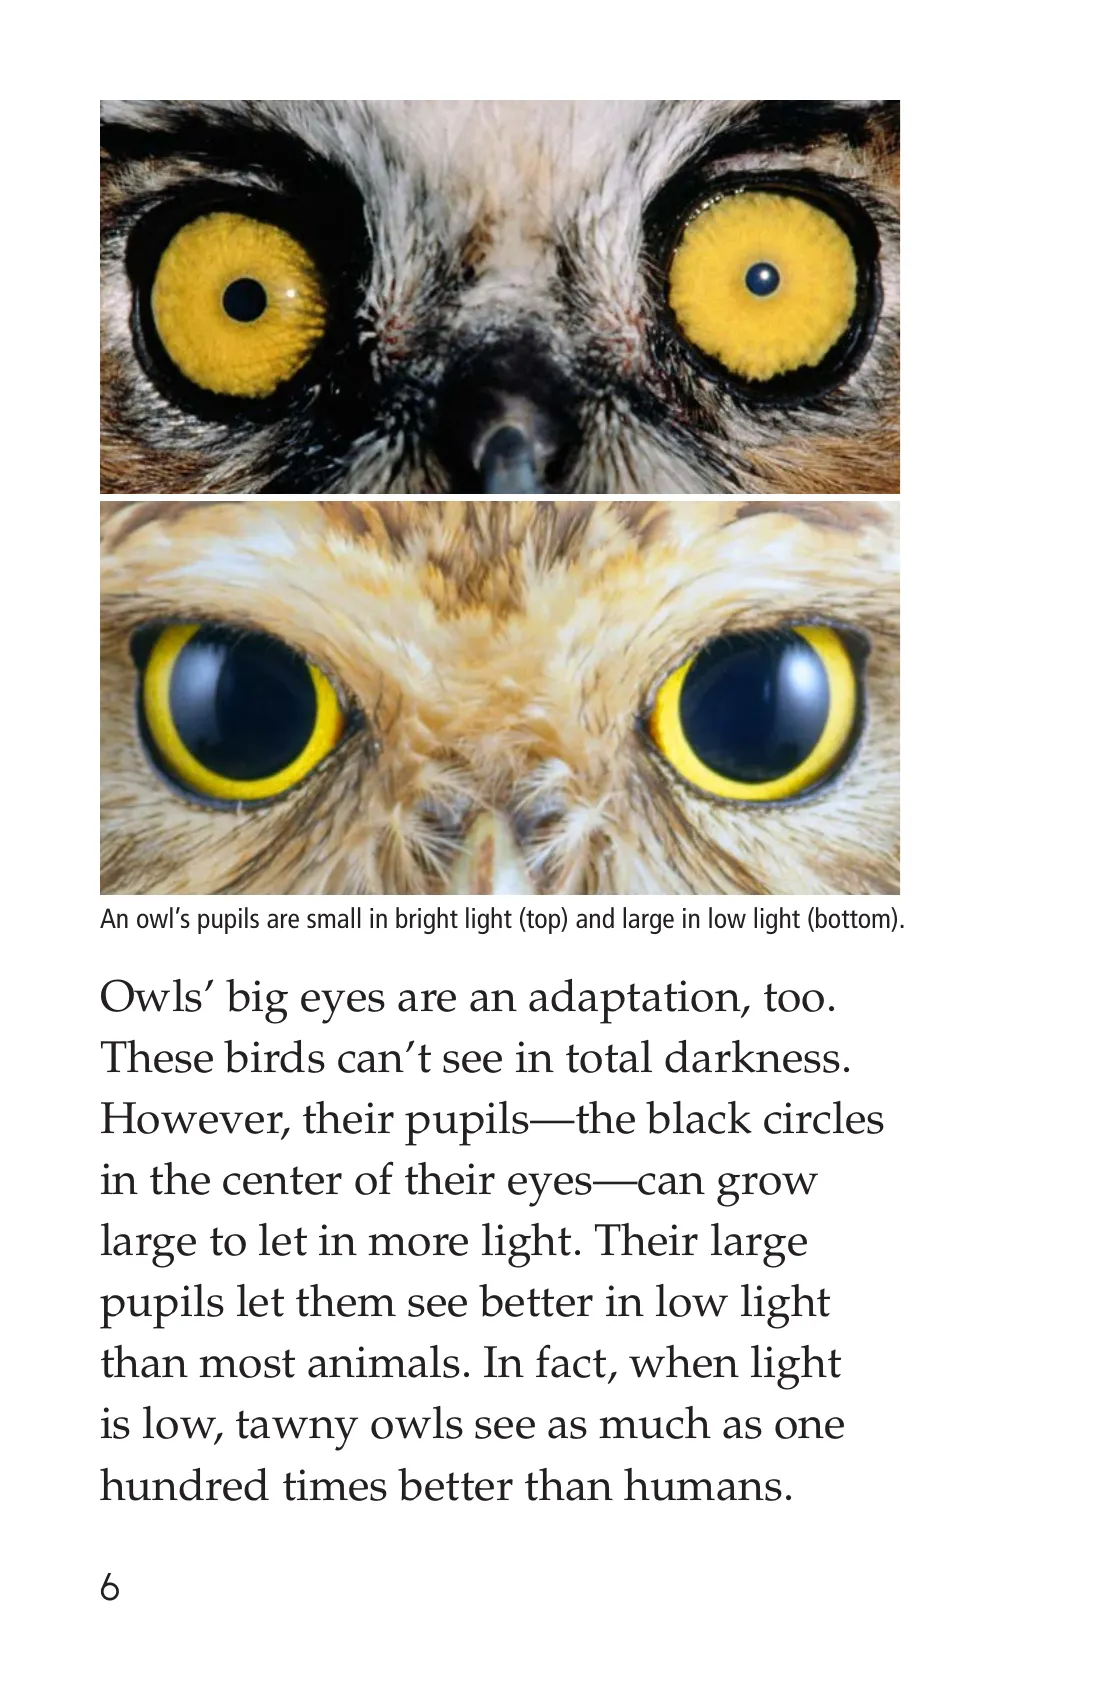 An owl’s pupils are small in bright light (top) and large in low light (bottom).
Owls’ big eyes are an adaptation, too.
These birds can’t see in total darkness.
However, their pupils—the black circles
in the center of their eyes—can grow
large to let in more light. Their large
pupils let them see better in low light
than most animals. In fact, when light
is low, tawny owls see as much as one
hundred times better than humans.
6